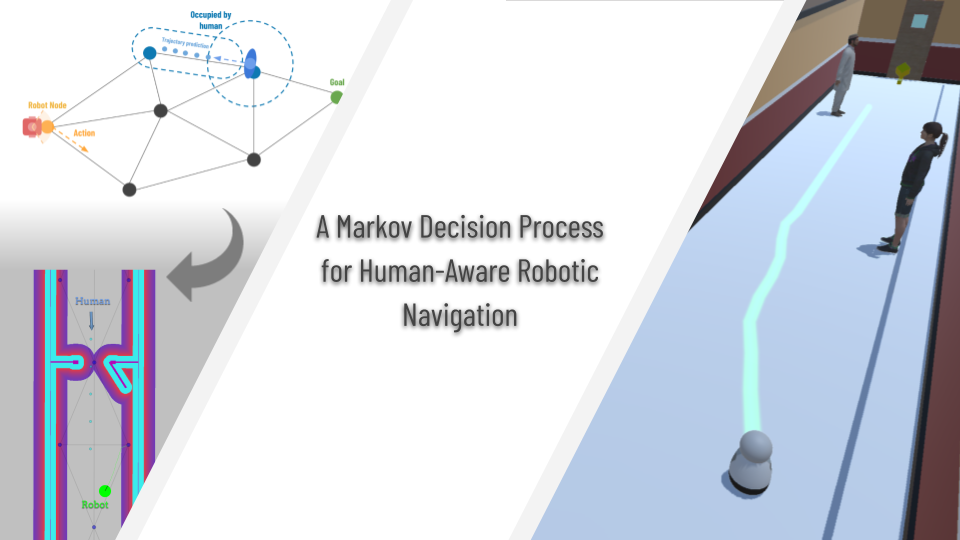 Occupied by
human
Trajectory prediction
Goal
Robot Node
Action
A Markov Decision Process
for Human-Aware Robotic
Navigation
Human
Robot